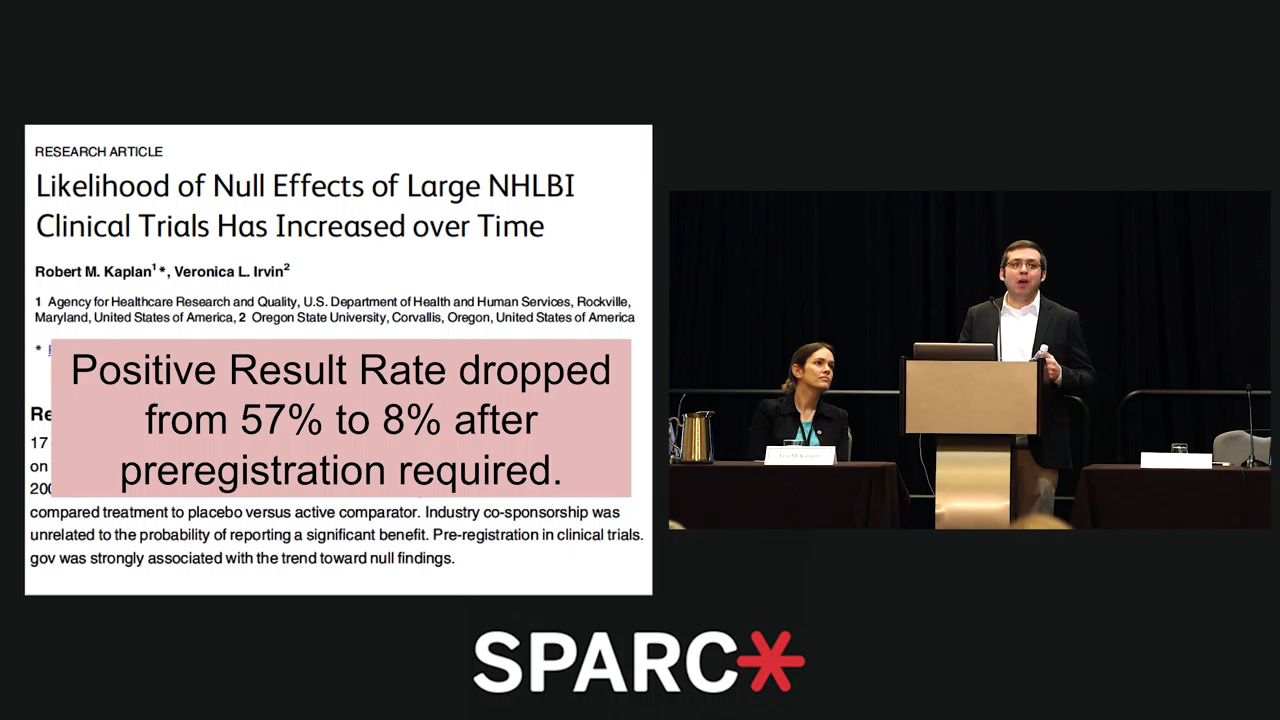 RESEARCH ARTICLE
Likelihood of Null Effects of Large NHLBI
Clinical Trials Has Increased over Time
Robert M. Kaplan1*, Veronica L. Irvin2
1 Agency for Healthcare Research and Quality, U.S. Department of Health and Human Services, Rockville,
Maryland, United States of America, 2 Oregon State University, Corvallis, Oregon, United States of America
*
Positive Result Rate dropped
from 57% to 8% after
preregistration required.
Re
17
on
200
compared treatment to placebo versus active comparator. Industry co-sponsorship was
unrelated to the probability of reporting a significant benefit. Pre-registration in clinical trials.
gov was strongly associated with the trend toward null findings.
SPARC*